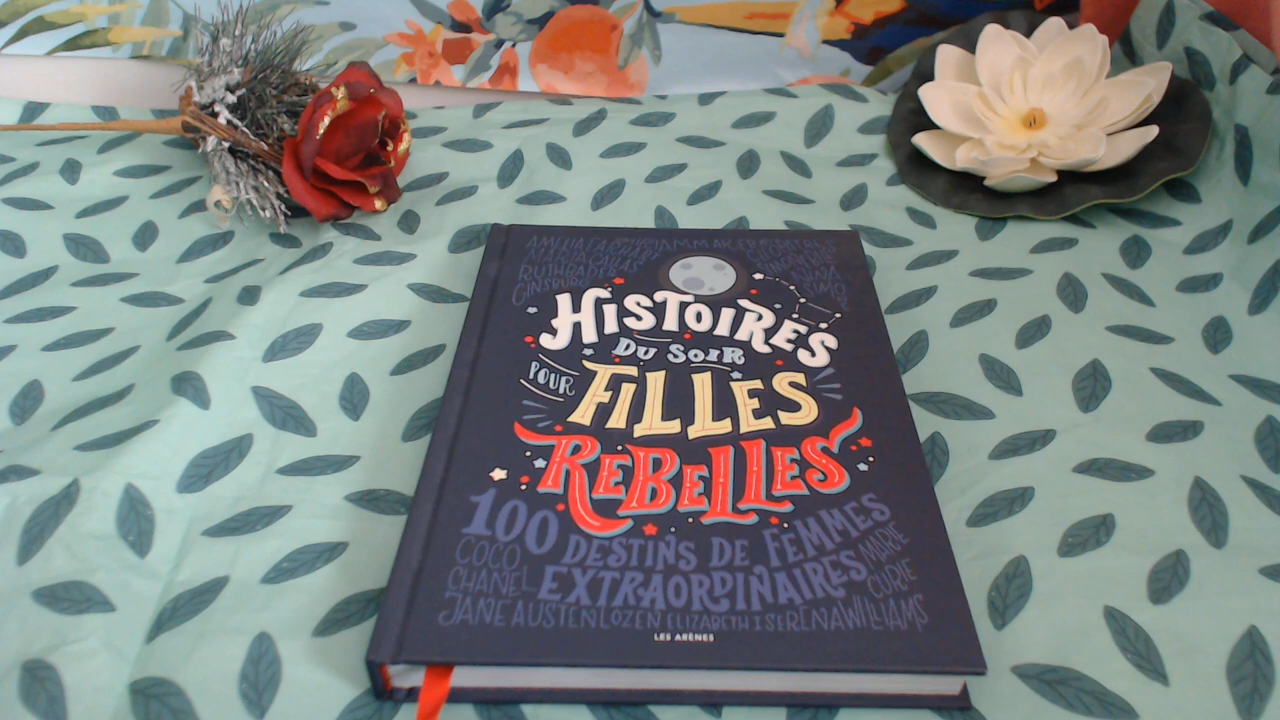 AMELIA EARHART
MARIA CALLAS
RUTH BADER
GINSBURG
NINA
SIMONE
HISTOIRES
DU SOIR
POUR
FILLES
REBELLES
100 DESTINS DE FEMMES
EXTRAORDINAIRES
COCO
CHANEL
MARIE
CURIE
JANE AUSTEN LOZEN ELIZABETH I SERENA WILLIAMS
LES ARÈNES